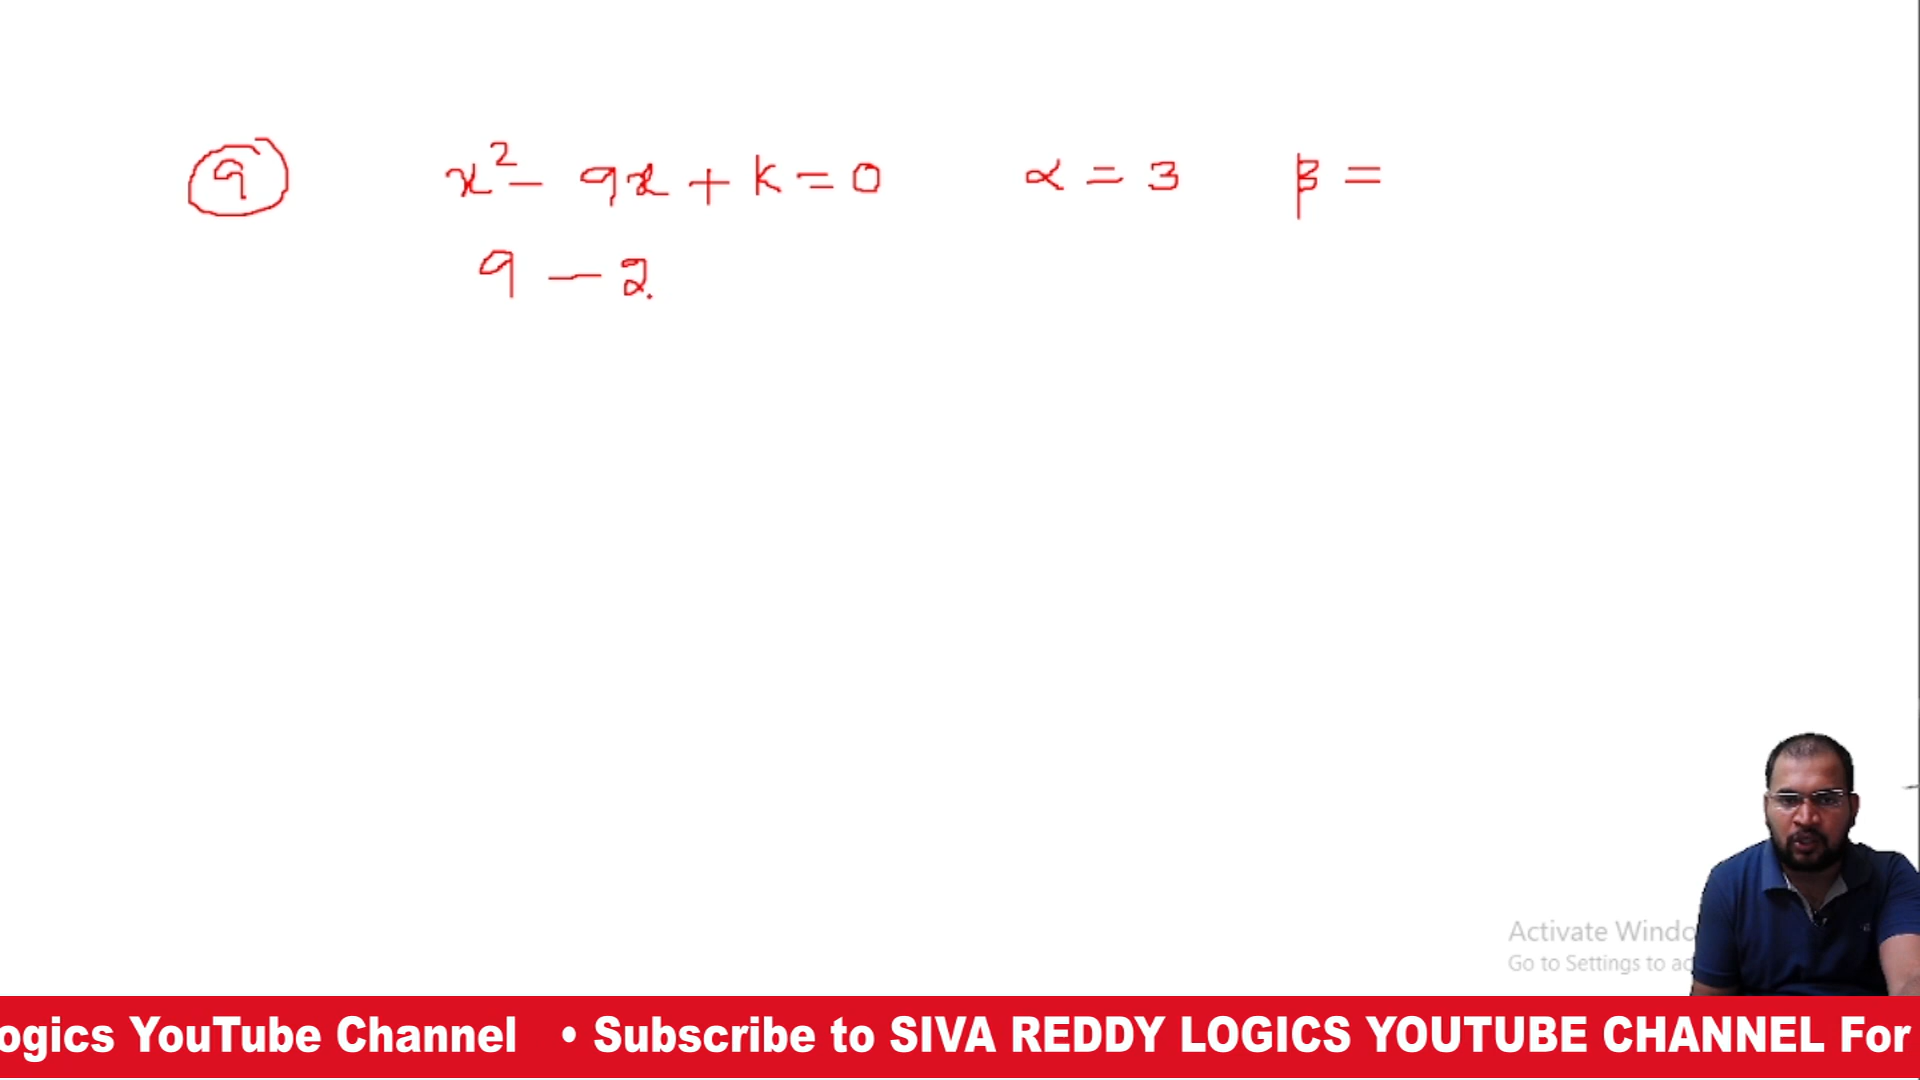 9 x² - 9x + k = 0 α = 3 β =
9 - 2
Activate Windo
Go to Settings to ac
ogics YouTube Channel • Subscribe to SIVA REDDY LOGICS YOUTUBE CHANNEL For